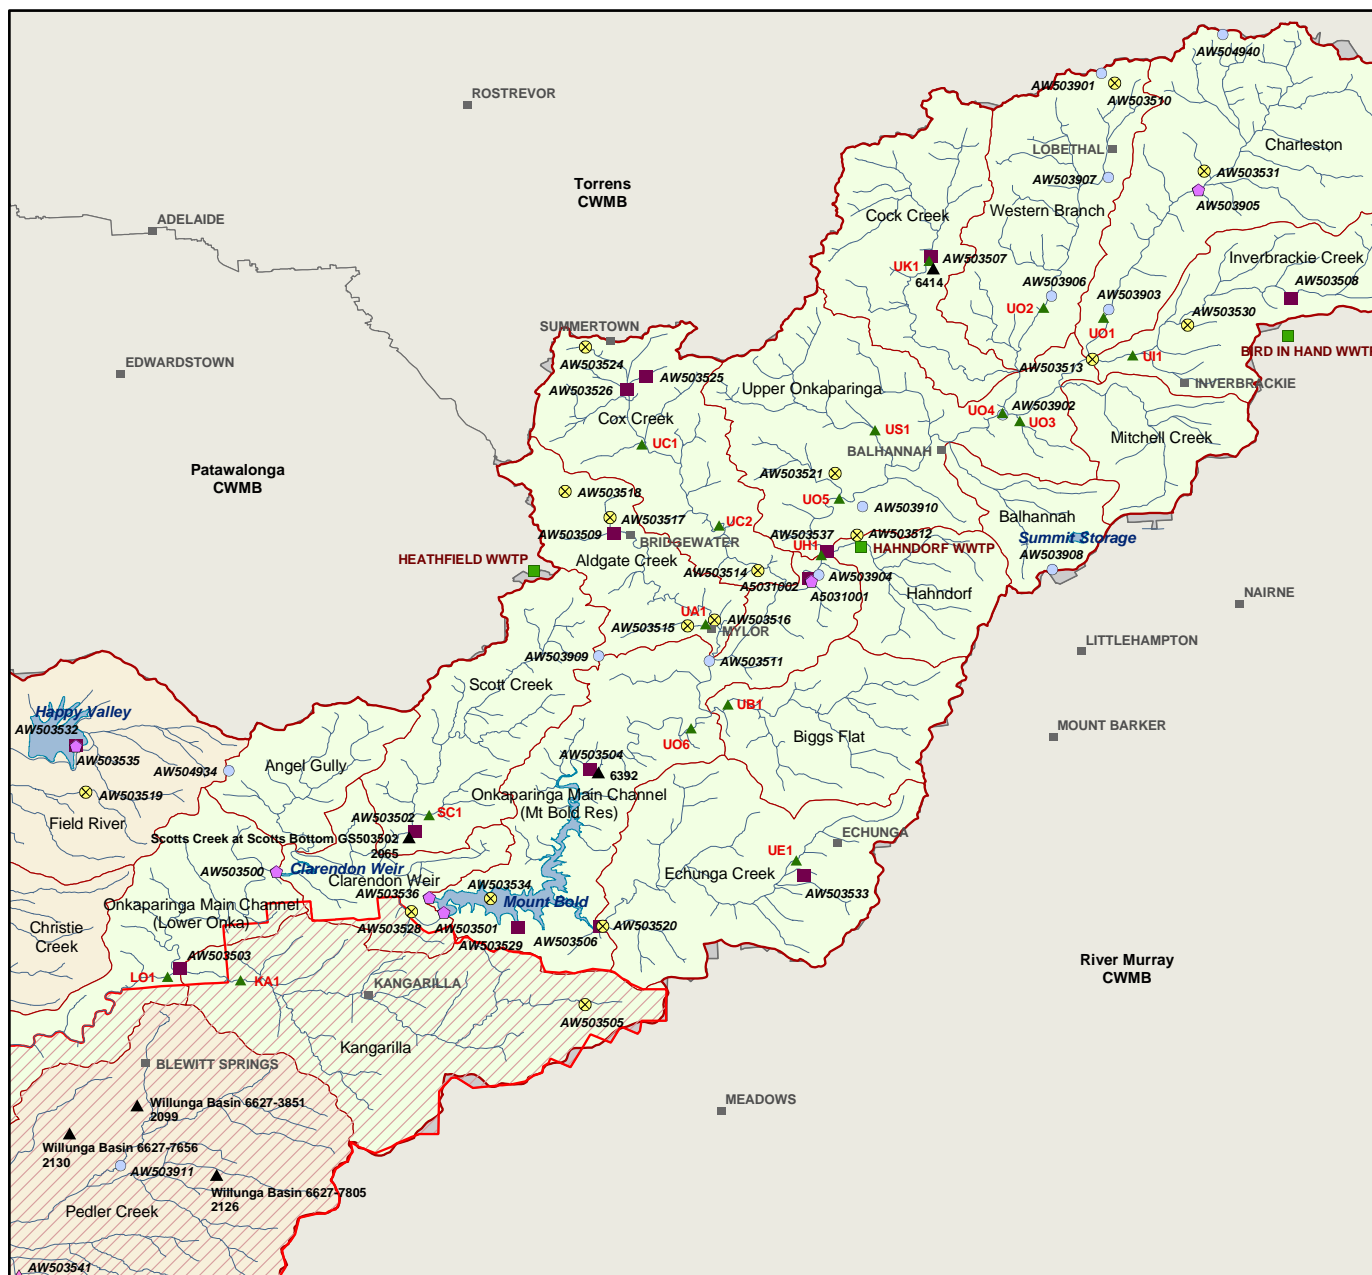 AW504940
ROSTREVOR
AW503901
AW503510
LOBETHAL
Charleston
Torrens
CWMB
AW503907
AW503531
AW503905
Cock Creek
Western Branch
ADELAIDE
UK1
AW503507
6414
Inverbrackie Creek
AW503508
AW503906
AW503903
UO2
UO1
AW503530
SUMMERTOWN
AW503524
AW503513
UI1
BIRD IN HAND WWTP
EDWARDSTOWN
AW503525
AW503526
Upper Onkaparinga
INVERBRACKIE
Cox Creek
UO4
AW503902
UO3
US1
UC1
BALHANNAH
Mitchell Creek
Patawalonga
CWMB
AW503521
AW503518
UO5
AW503910
AW503517
UC2
Balhannah
AW503509
BRIDGEWATER
AW503537
AW503512
Summit Storage
UH1
HAHNDORF WWTP
HEATHFIELD WWTP
Aldgate Creek
AW503514
AW503904
AW503908
A5031002
A5031001
Hahndorf
NAIRNE
UA1
AW503516
AW503515
MYLOR
LITTLEHAMPTON
AW503909
AW503511
Scott Creek
UB1
Happy Valley
AW503532
MOUNT BARKER
Biggs Flat
UO6
AW503535
AW504934
Angel Gully
AW503504
6392
AW503519
Onkaparinga Main Channel
(Mt Bold Res)
Field River
AW503502
SC1
ECHUNGA
Scotts Creek at Scotts Bottom GS503502
2065
UE1
AW503500
Clarendon Weir
Clarendon Weir
Echunga Creek
AW503534
AW503533
AW503536
Mount Bold
Onkaparinga Main Channel
(Lower Onka)
Christie
Creek
AW503528
AW503501
AW503529
AW503506
AW503520
AW503503
River Murray
CWMB
LO1
KA1
KANGARILLA
AW503505
Kangarilla
BLEWITT SPRINGS
MEADOWS
Willunga Basin 6627-3851
2099
Willunga Basin 6627-7656
2130
AW503911
Willunga Basin 6627-7805
2126
Pedler Creek
AW503541